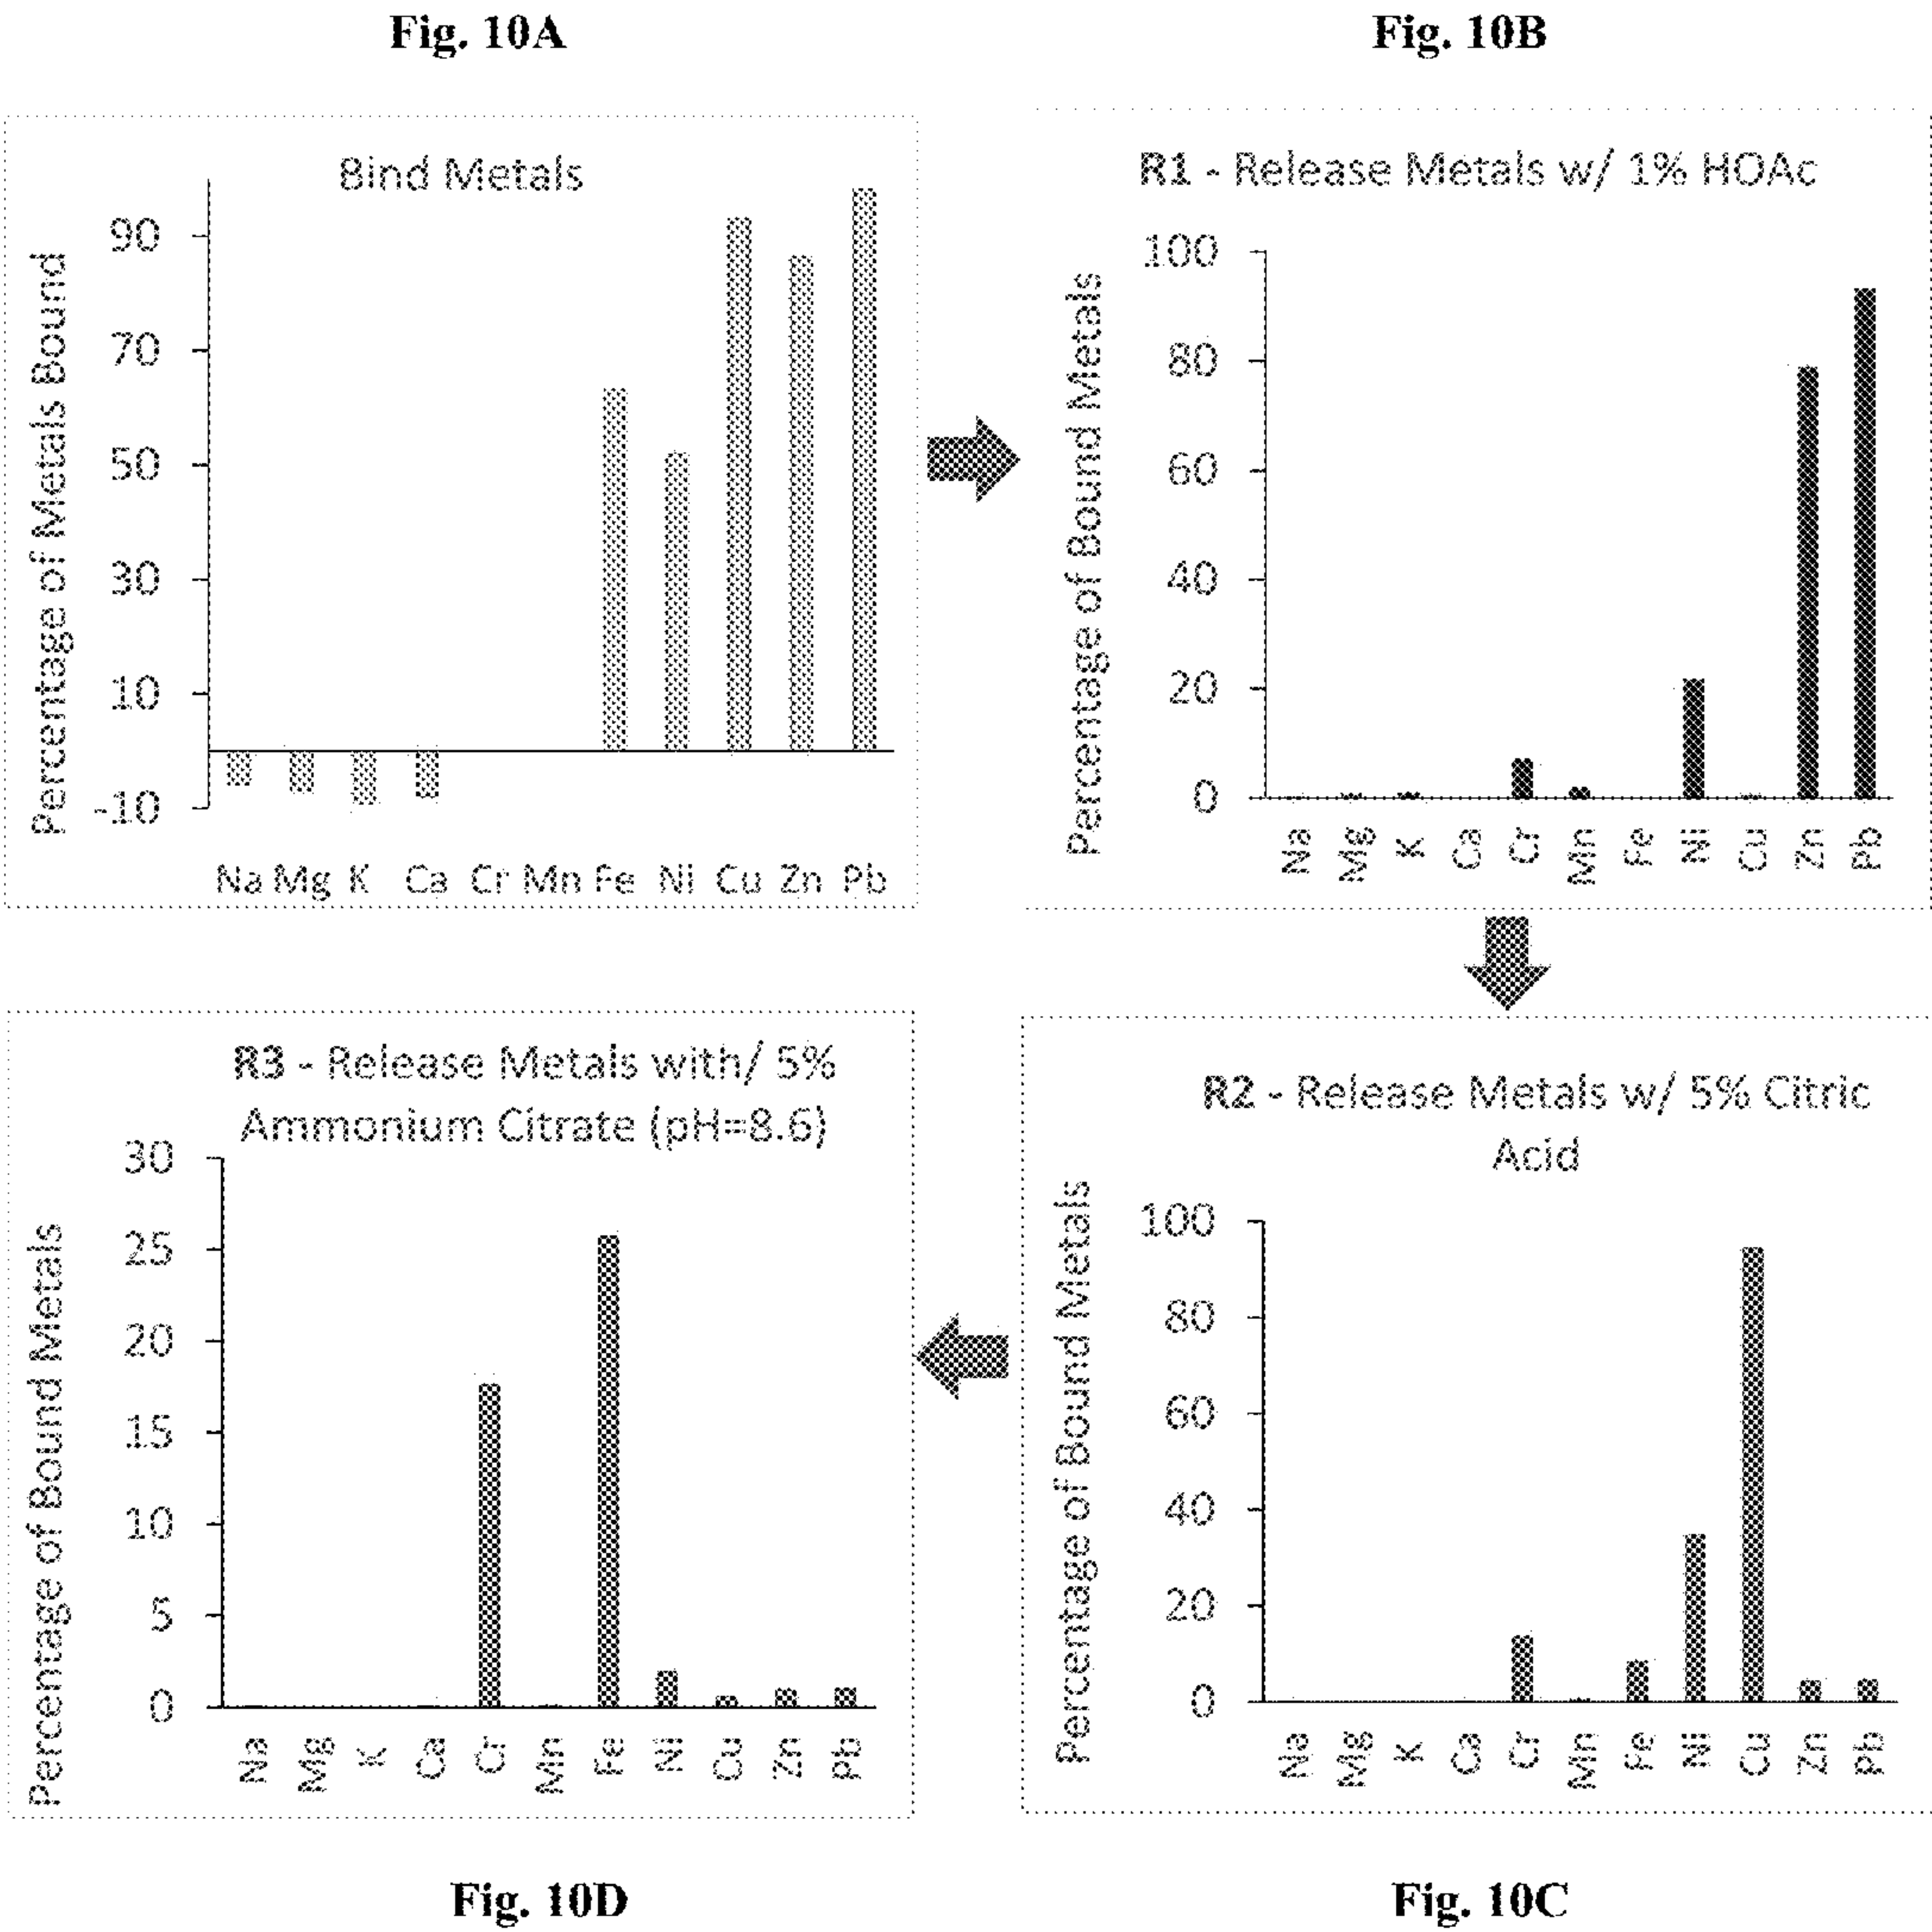 Fig. 10A
Fig. 10B
Bind Metals
Percentage of Metals Bound
90
70
50
30
10
-10
Na Mg K Ca Cr Mn Fe Ni Cu Zn Pb
R1 - Release Metals w/ 1% HOAc
Percentage of Bound Metals
100
80
60
40
20
0
Na Mg K Ca Cr Mn Fe Ni Cu Zn Pb
R3 - Release Metals with/ 5%
Ammonium Citrate (pH=8.6)
Percentage of Bound Metals
30
25
20
15
10
5
0
Na Mg K Ca Cr Mn Fe Ni Cu Zn Pb
R2 - Release Metals w/ 5% Citric
Acid
Percentage of Bound Metals
100
80
60
40
20
0
Na Mg K Ca Cr Mn Fe Ni Cu Zn Pb
Fig. 10D
Fig. 10C